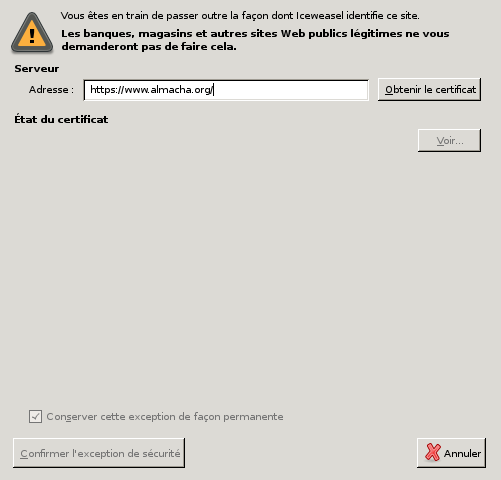 Vous êtes en train de passer outre la façon dont Iceweasel identifie ce site.
Les banques, magasins et autres sites Web publics légitimes ne vous
demanderont pas de faire cela.
Serveur
Adresse : https://www.almacha.org/ Obtenir le certificat
État du certificat
Voir...
Conserver cette exception de façon permanente
Confirmer l'exception de sécurité Annuler